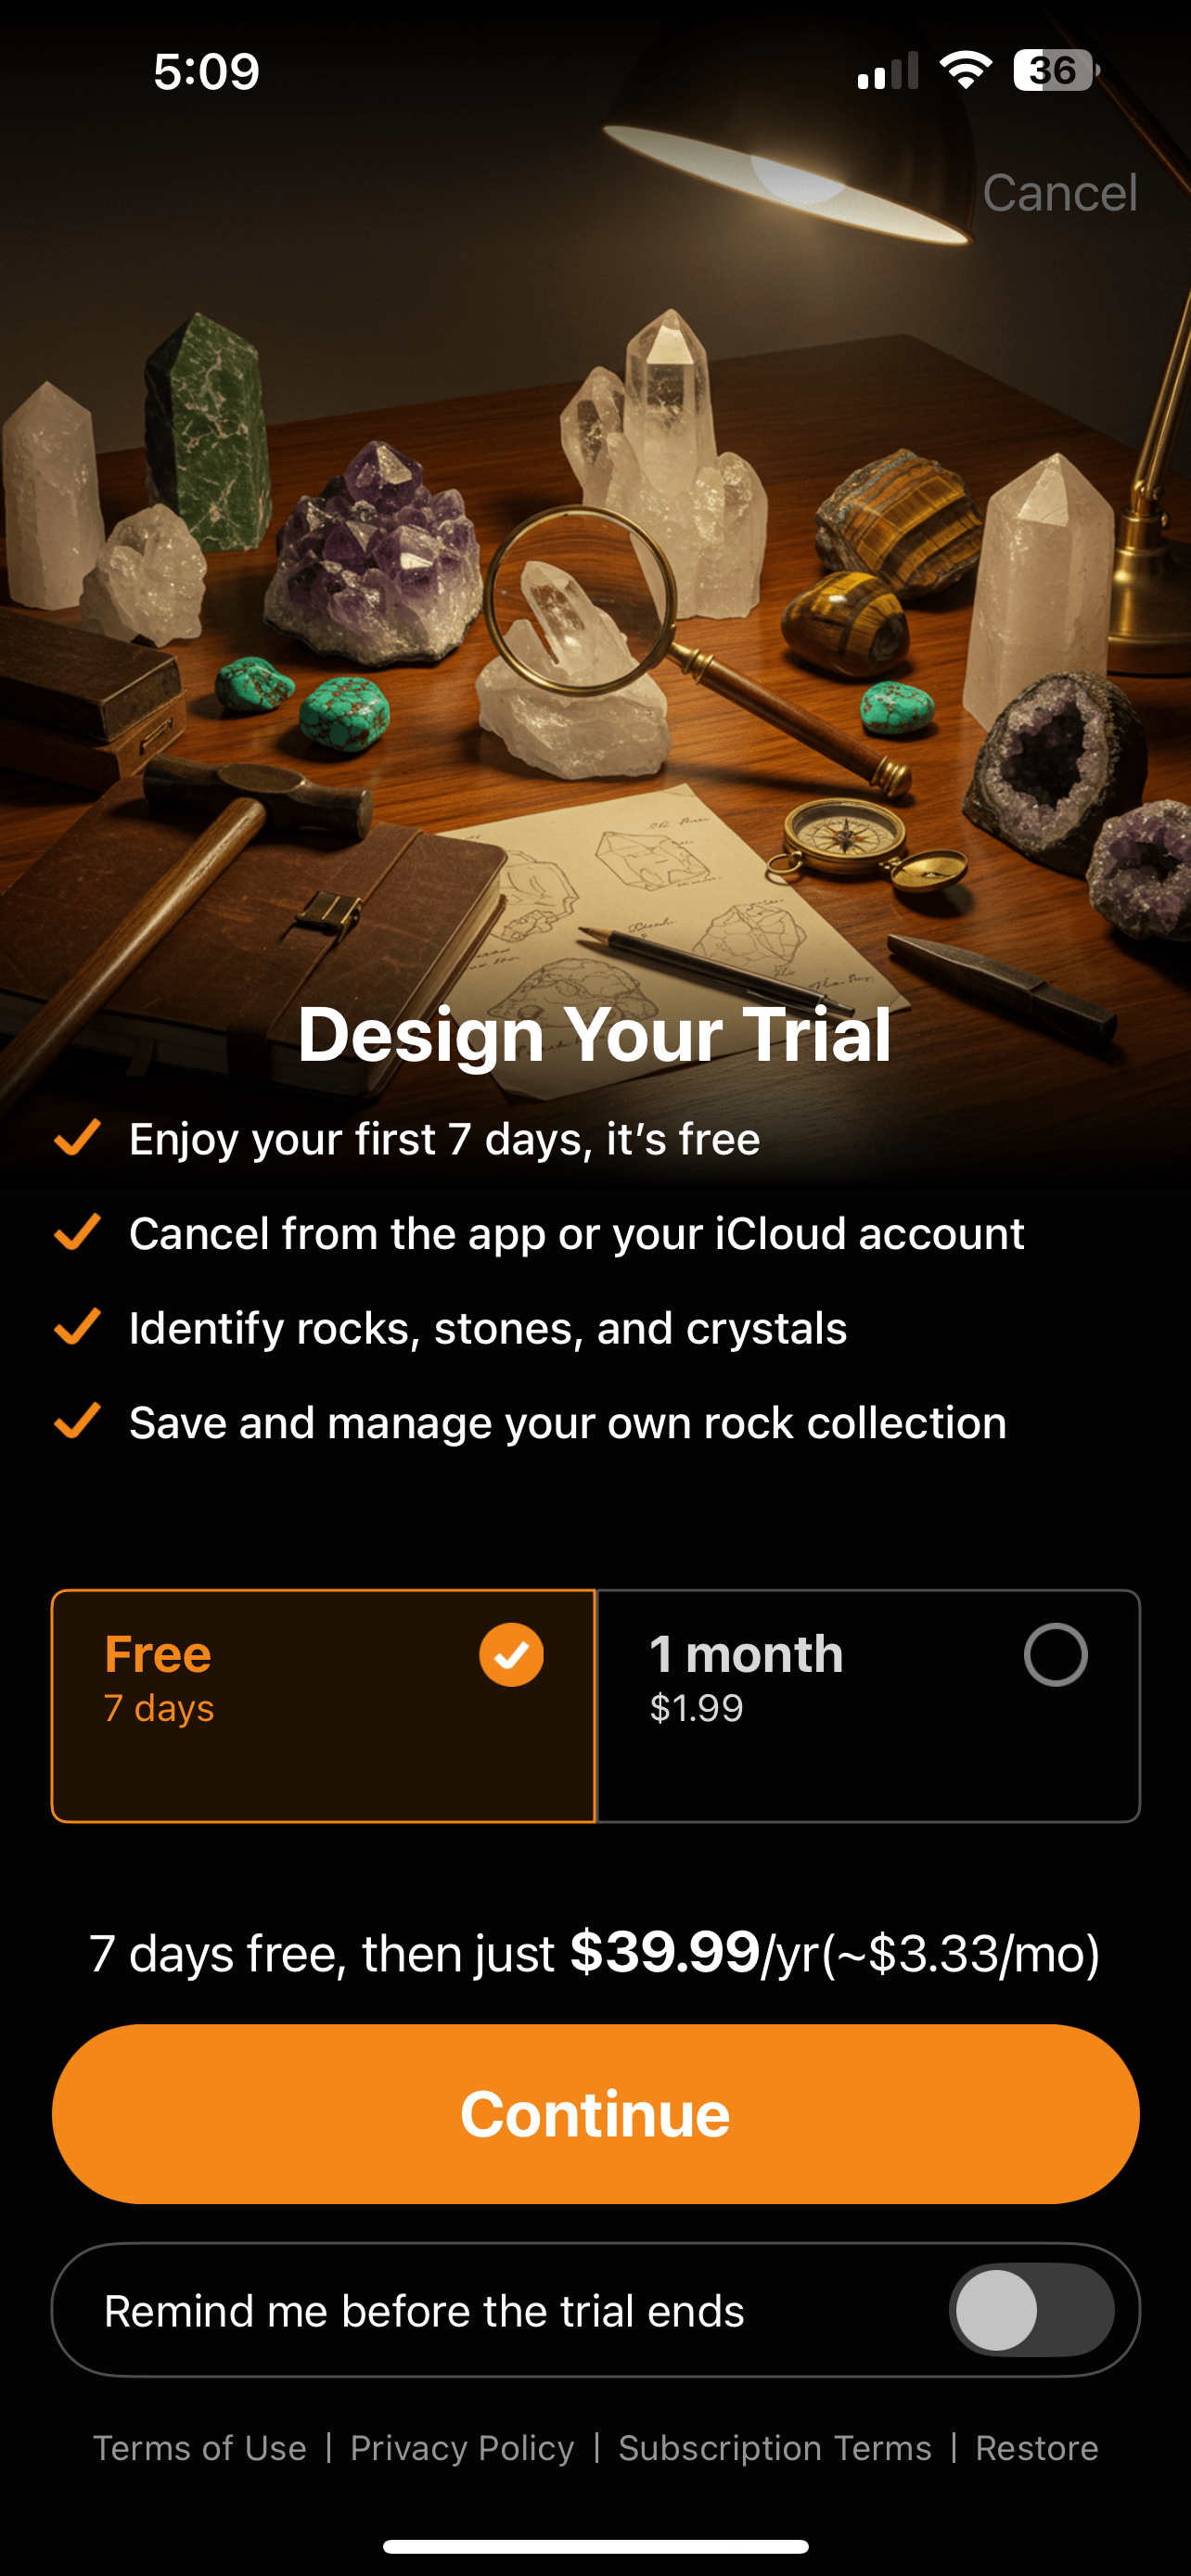 5:09
36
Cancel
Design Your Trial
Enjoy your first 7 days, it’s free
Cancel from the app or your iCloud account
Identify rocks, stones, and crystals
Save and manage your own rock collection
Free
7 days
1 month
$1.99
7 days free, then just $39.99/yr(~$3.33/mo)
Continue
Remind me before the trial ends
Terms of Use | Privacy Policy | Subscription Terms | Restore